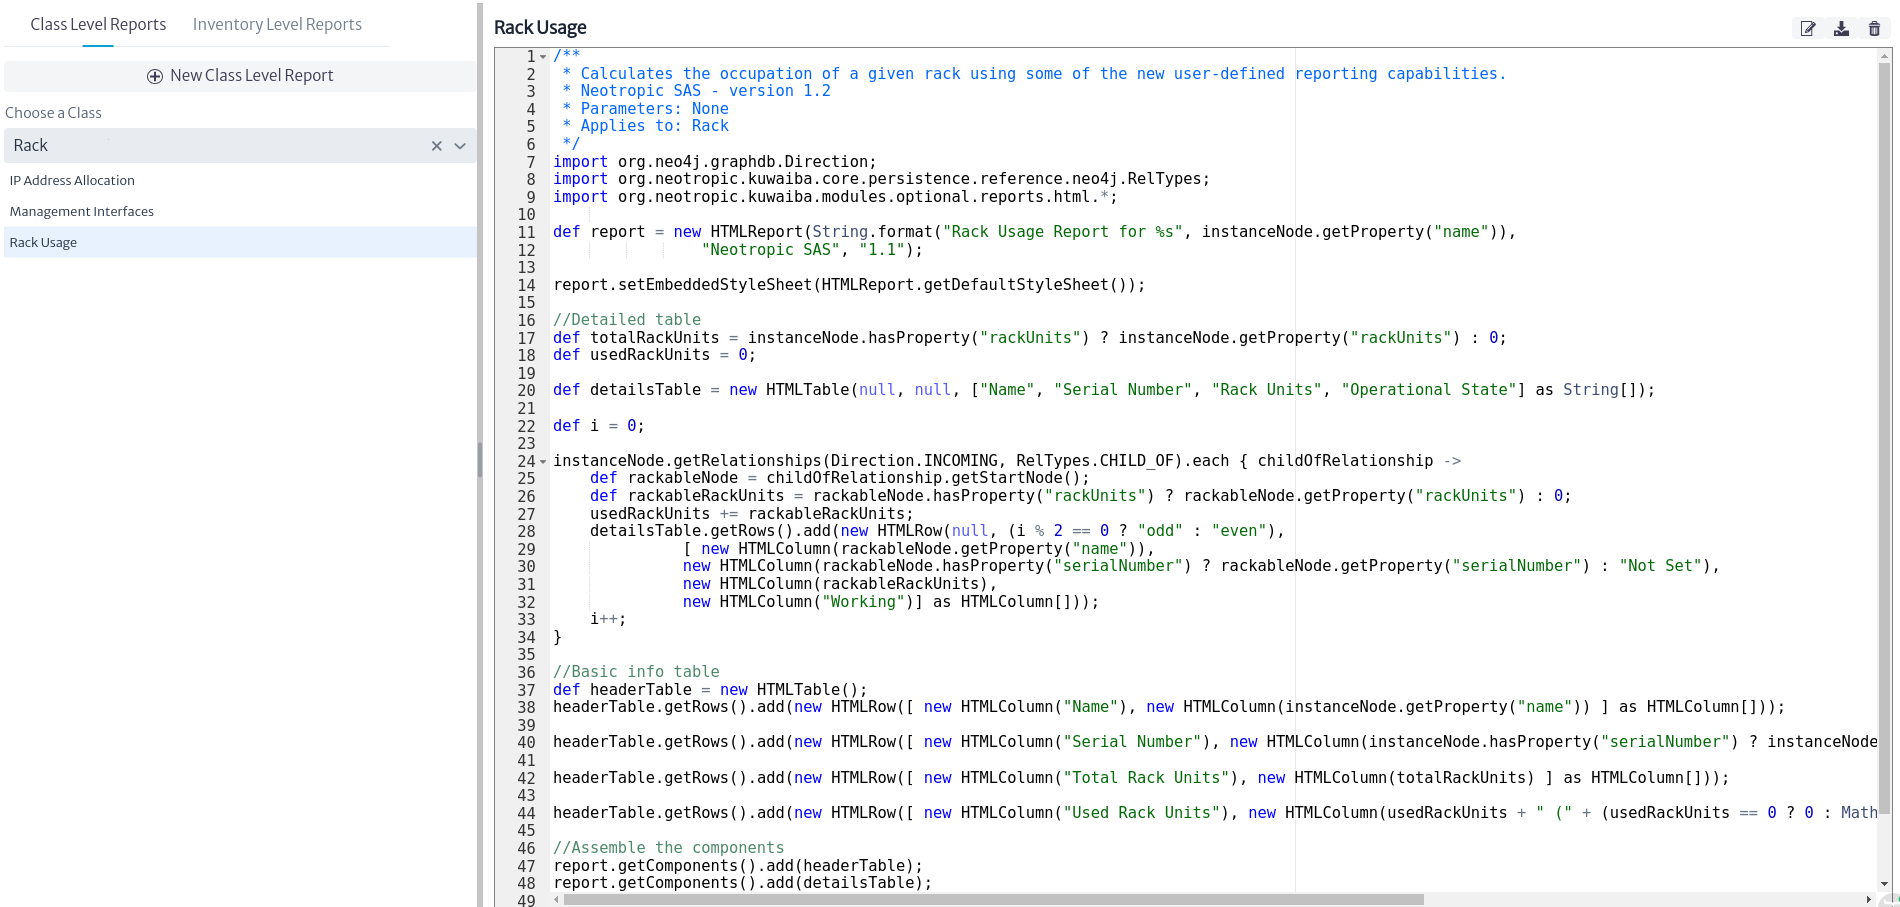 Class Level Reports
Inventory Level Reports
New Class Level Report
Choose a Class
Rack
IP Address Allocation
Management Interfaces
Rack Usage
Rack Usage
1 /**
2  * Calculates the occupation of a given rack using some of the new user-defined reporting capabilities.
3  * Neotropic SAS - version 1.2
4  * Parameters: None
5  * Applies to: Rack
6  */
7 import org.neo4j.graphdb.Direction;
8 import org.neotropic.kuwaiba.core.persistence.reference.neo4j.RelTypes;
9 import org.neotropic.kuwaiba.modules.optional.reports.html.*;
10
11 def report = new HTMLReport(String.format("Rack Usage Report for %s", instanceNode.getProperty("name")),
12                 "Neotropic SAS", "1.1");
13
14 report.setEmbeddedStyleSheet(HTMLReport.getDefaultStyleSheet());
15
16 //Detailed table
17 def totalRackUnits = instanceNode.hasProperty("rackUnits") ? instanceNode.getProperty("rackUnits") : 0;
18 def usedRackUnits = 0;
19
20 def detailsTable = new HTMLTable(null, null, ["Name", "Serial Number", "Rack Units", "Operational State"] as String[]);
21
22 def i = 0;
23
24 instanceNode.getRelationships(Direction.INCOMING, RelTypes.CHILD_OF).each { childOfRelationship ->
25     def rackableNode = childOfRelationship.getStartNode();
26     def rackableRackUnits = rackableNode.hasProperty("rackUnits") ? rackableNode.getProperty("rackUnits") : 0;
27     usedRackUnits += rackableRackUnits;
28     detailsTable.getRows().add(new HTMLRow(null, (i % 2 == 0 ? "odd" : "even"),
29               [ new HTMLColumn(rackableNode.getProperty("name")),
30               new HTMLColumn(rackableNode.hasProperty("serialNumber") ? rackableNode.getProperty("serialNumber") : "Not Set"),
31               new HTMLColumn(rackableRackUnits),
32               new HTMLColumn("Working")] as HTMLColumn[]));
33     i++;
34 }
35
36 //Basic info table
37 def headerTable = new HTMLTable();
38 headerTable.getRows().add(new HTMLRow([ new HTMLColumn("Name"), new HTMLColumn(instanceNode.getProperty("name")) ] as HTMLColumn[]));
39
40 headerTable.getRows().add(new HTMLRow([ new HTMLColumn("Serial Number"), new HTMLColumn(instanceNode.hasProperty("serialNumber") ? instanceNode
41
42 headerTable.getRows().add(new HTMLRow([ new HTMLColumn("Total Rack Units"), new HTMLColumn(totalRackUnits) ] as HTMLColumn[]));
43
44 headerTable.getRows().add(new HTMLRow([ new HTMLColumn("Used Rack Units"), new HTMLColumn(usedRackUnits + " (" + (usedRackUnits == 0 ? 0 : Math
45
46 //Assemble the components
47 report.getComponents().add(headerTable);
48 report.getComponents().add(detailsTable);
49